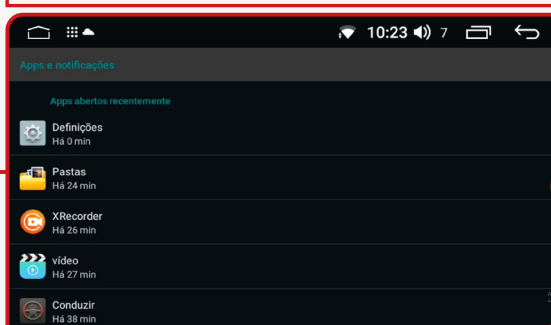 10:23 7
Apps e notificações
Apps abertos recentemente
Definições
Há 0 min
Pastas
Há 24 min
XRecorder
Há 26 min
vídeo
Há 27 min
Conduzir
Há 38 min